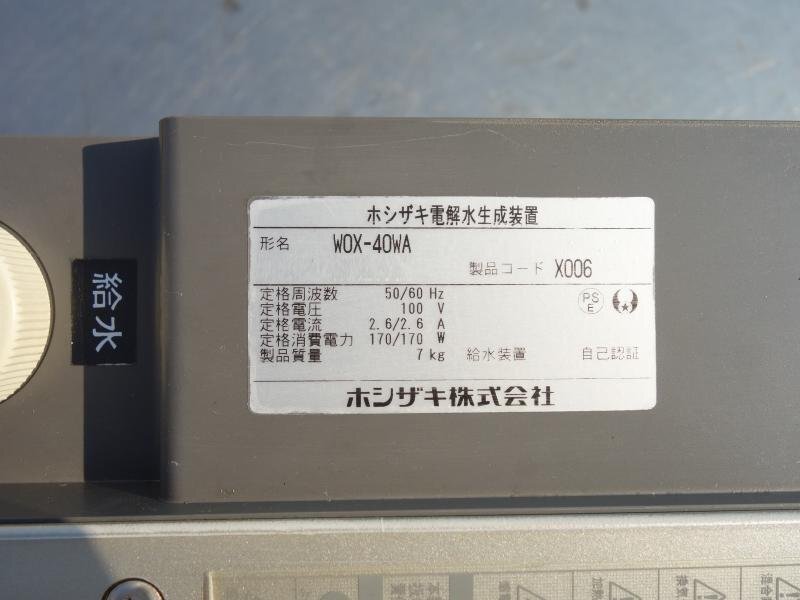 ホシザキ電解水生成装置
形名 WOX-40WA
製品コード X006
定格周波数 50/60 Hz
定格電圧 100 V
定格電流 2.6/2.6 A
定格消費電力 170/170 W
製品質量 7 kg 給水装置 自己認証
PS
E
ホシザキ株式会社
給水